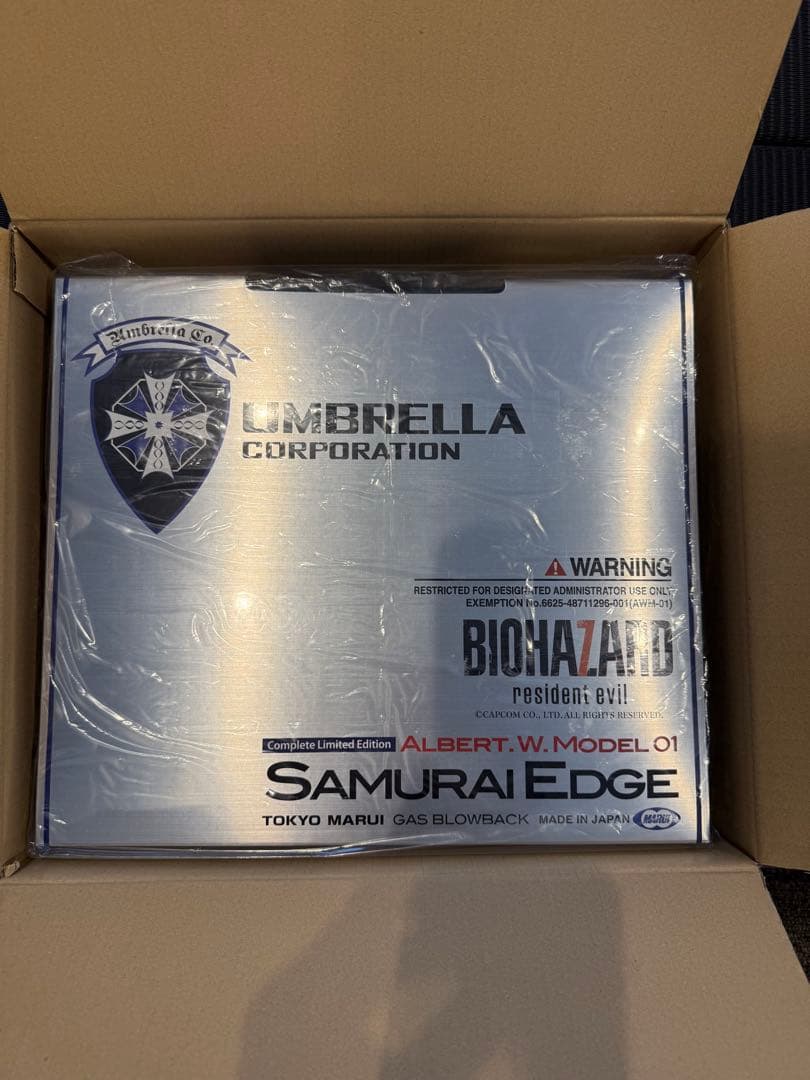 Umbrella Co.
UMBRELLA
CORPORATION
WARNING
RESTRICTED FOR DESIGNATED ADMINISTRATOR USE ONLY
EXEMPTION No.6625-48711296-001(AWM-01)
BIOHAZARD
resident evil
©CAPCOM CO., LTD. ALL RIGHTS RESERVED.
Complete Limited Edition ALBERT.W.MODEL 01
SAMURAI EDGE
TOKYO MARUI GAS BLOWBACK MADE IN JAPAN MARUI